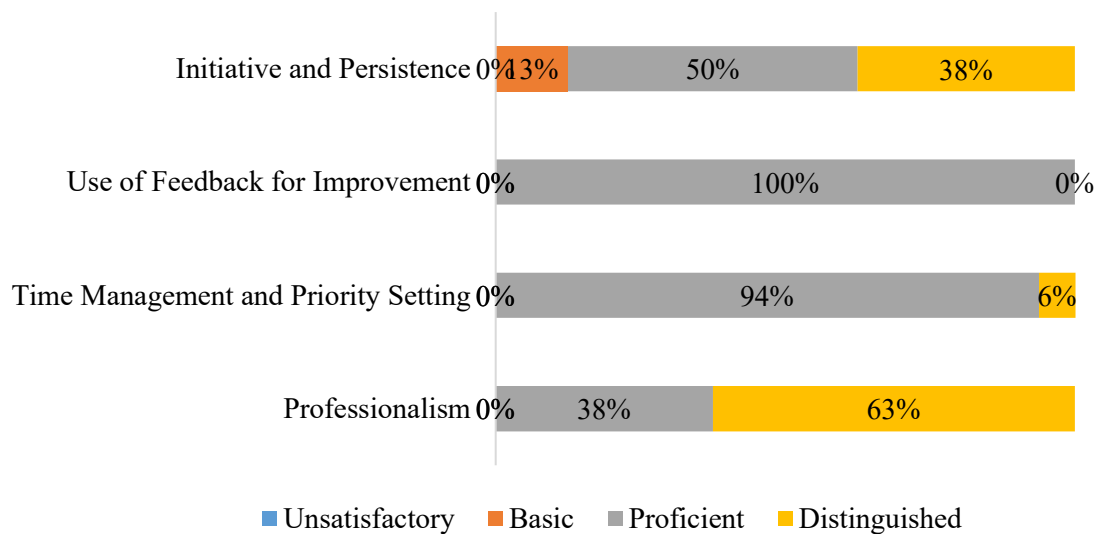 Initiative and Persistence 0% 13% 50% 38%
Use of Feedback for Improvement 0% 100% 0%
Time Management and Priority Setting 0% 94% 6%
Professionalism 0% 38% 63%
Unsatisfactory Basic Proficient Distinguished